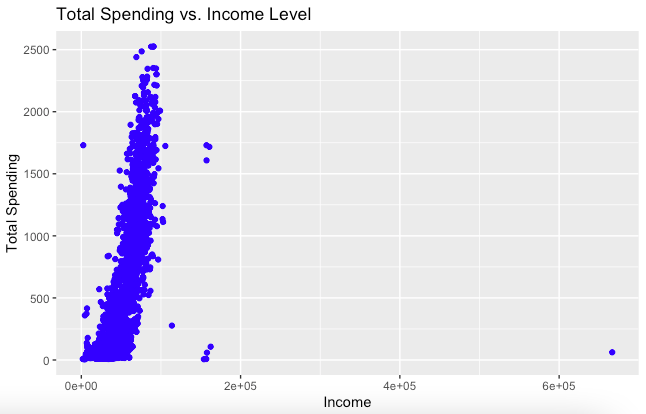 Total Spending vs. Income Level
2500
2000
1500
1000
500
0
Total Spending
0e+00 2e+05 4e+05 6e+05
Income